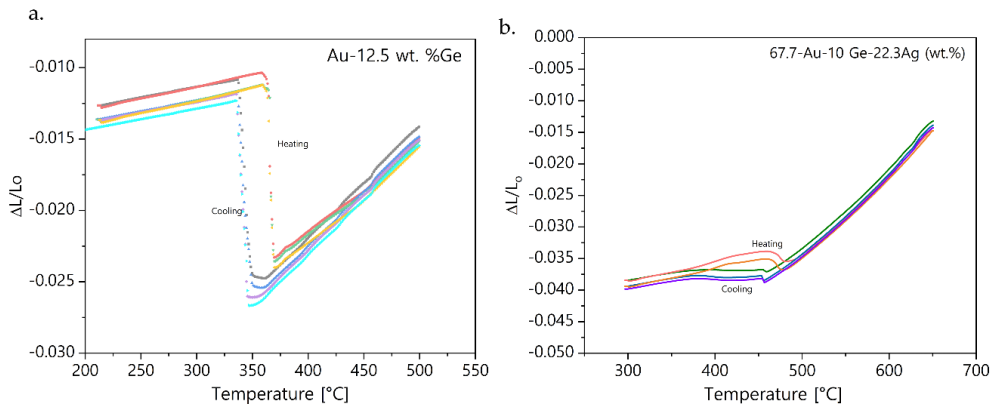 a.
Au-12.5 wt. %Ge
-0.010
-0.015
-0.020
-0.025
-0.030
ΔL/Lo
Heating
Cooling
200 250 300 350 400 450 500 550
Temperature [°C]
b.
67.7-Au-10 Ge-22.3Ag (wt.%)
0.000
-0.005
-0.010
-0.015
-0.020
-0.025
-0.030
-0.035
-0.040
-0.045
-0.050
ΔL/Lₒ
Heating
Cooling
300 400 500 600 700
Temperature [°C]